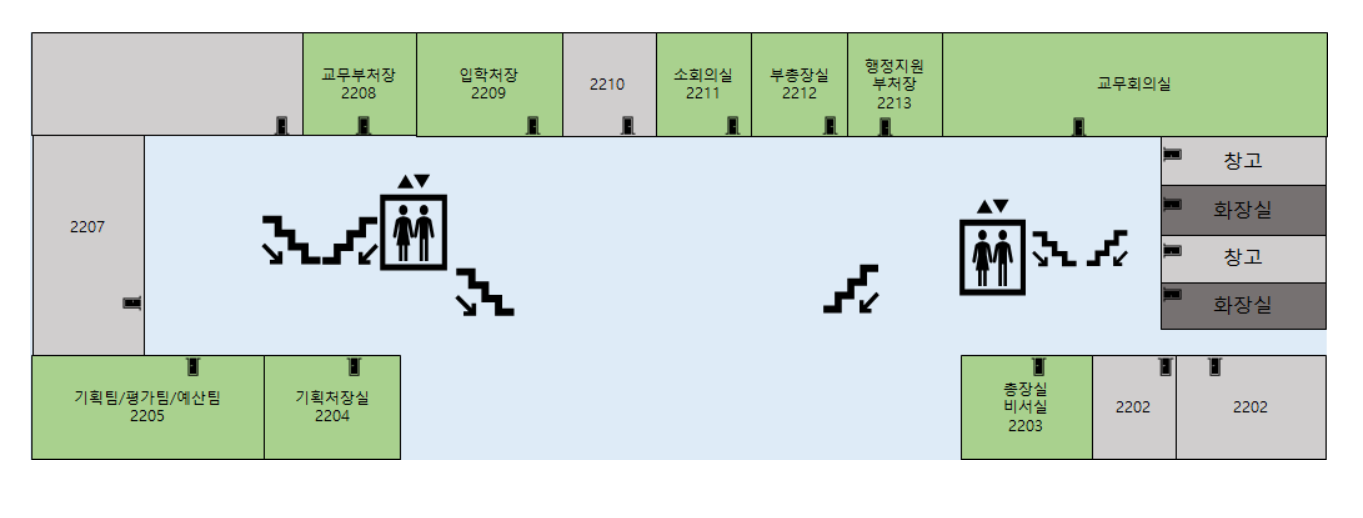 교무부처장
2208
입학처장
2209
2210
소회의실
2211
부총장실
2212
행정지원
부처장
2213
교무회의실
창고
화장실
창고
화장실
2207
기획팀/평가팀/예산팀
2205
기획처장실
2204
총장실
비서실
2203
2202
2202